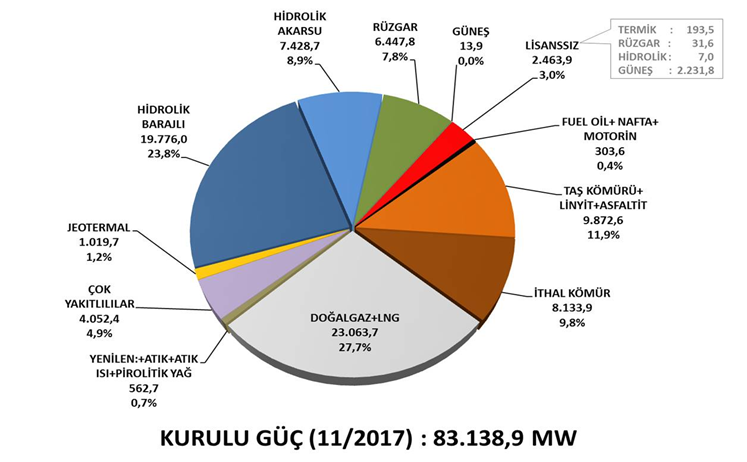 HİDROLİK
AKARSU
7.428,7
8,9%
RÜZGAR
6.447,8
7,8%
GÜNEŞ
13,9
0,0%
LİSANSSIZ
2.463,9
3,0%
TERMİK : 193,5
RÜZGAR : 31,6
HİDROLİK : 7,0
GÜNEŞ : 2.231,8
FUEL OİL+ NAFTA+
MOTORİN
303,6
0,4%
TAŞ KÖMÜRÜ+
LİNYİT+ASFALTİT
9.872,6
11,9%
İTHAL KÖMÜR
8.133,9
9,8%
DOĞALGAZ+LNG
23.063,7
27,7%
YENİLEN:+ATIK+ATIK
ISI+PİROLİTİK YAĞ
562,7
0,7%
ÇOK
YAKITLILILAR
4.052,4
4,9%
JEOTERMAL
1.019,7
1,2%
HİDROLİK
BARAJLI
19.776,0
23,8%
KURULU GÜÇ (11/2017) : 83.138,9 MW